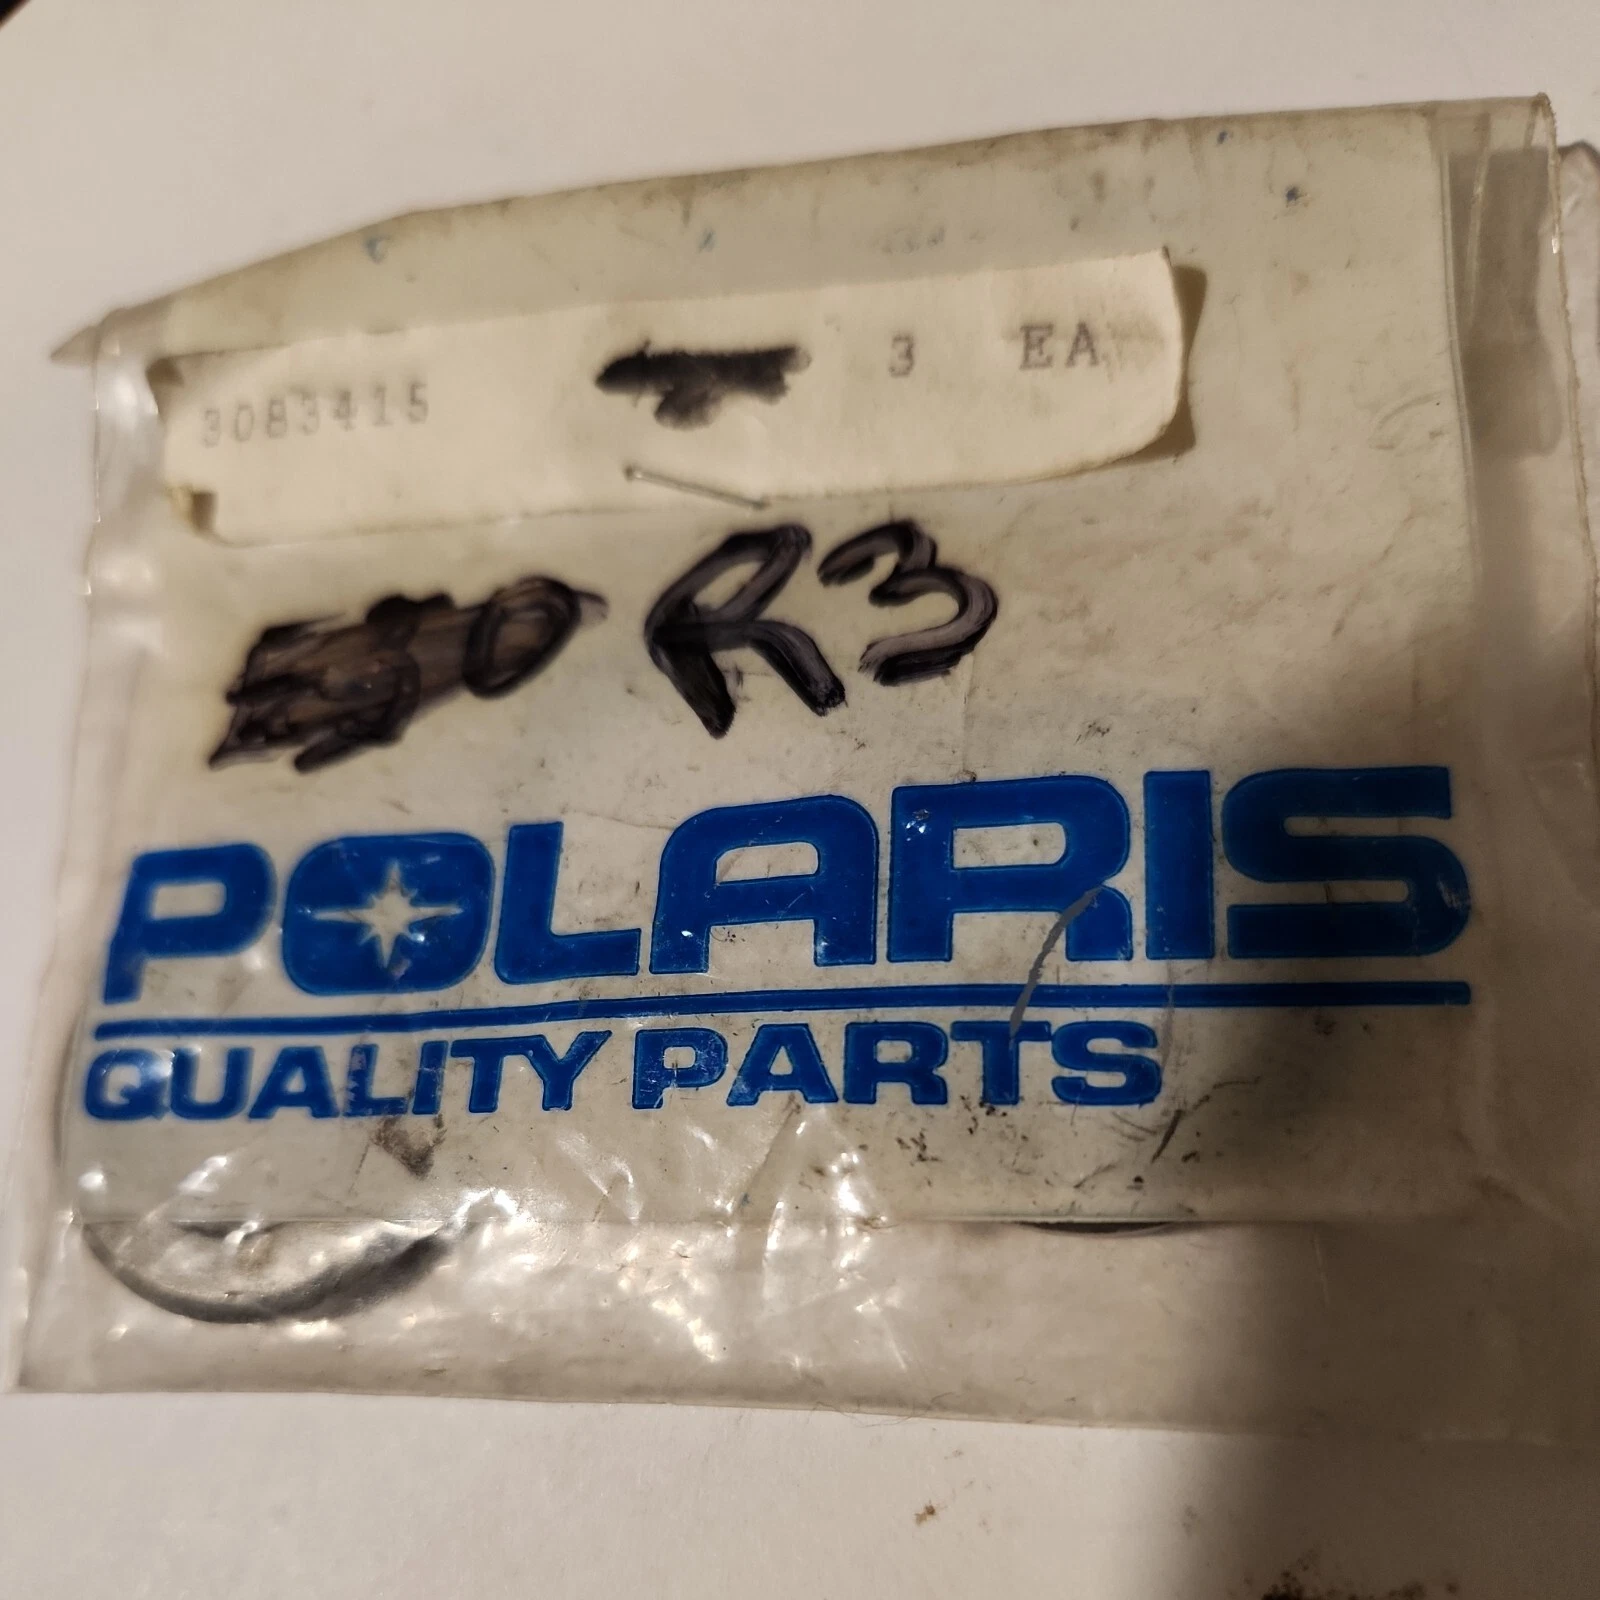 3083415 3 EA
R3
POLARIS
QUALITY PARTS